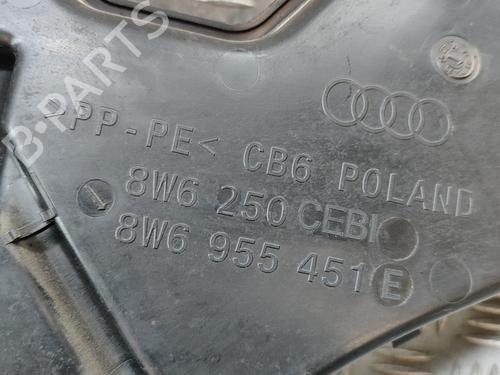 B-PARTS
>PP-PE< CB6 POLAND
8W6 250 CEBI
8W6 955 451 E